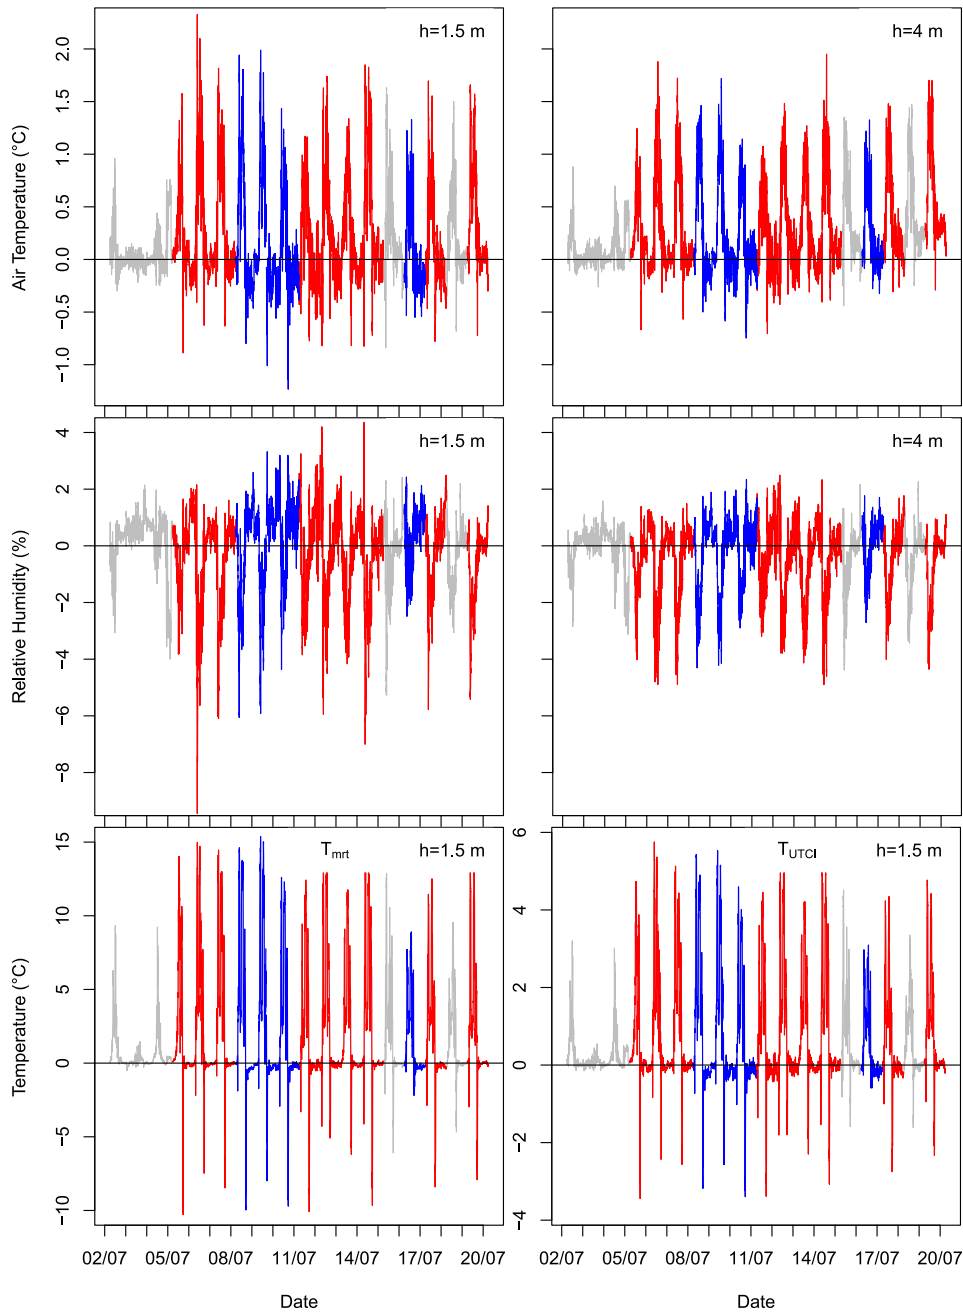 h=1.5 m
h=4 m
Air Temperature (°C)
2.0
1.5
1.0
0.5
0.0
−0.5
−1.0
h=1.5 m
h=4 m
Relative Humidity (%)
4
2
0
−2
−4
−6
−8
Tmrt
h=1.5 m
TUTCI
h=1.5 m
Temperature (°C)
15
10
5
0
−5
−10
6
4
2
0
−2
−4
02/07 05/07 08/07 11/07 14/07 17/07 20/07
02/07 05/07 08/07 11/07 14/07 17/07 20/07
Date
Date